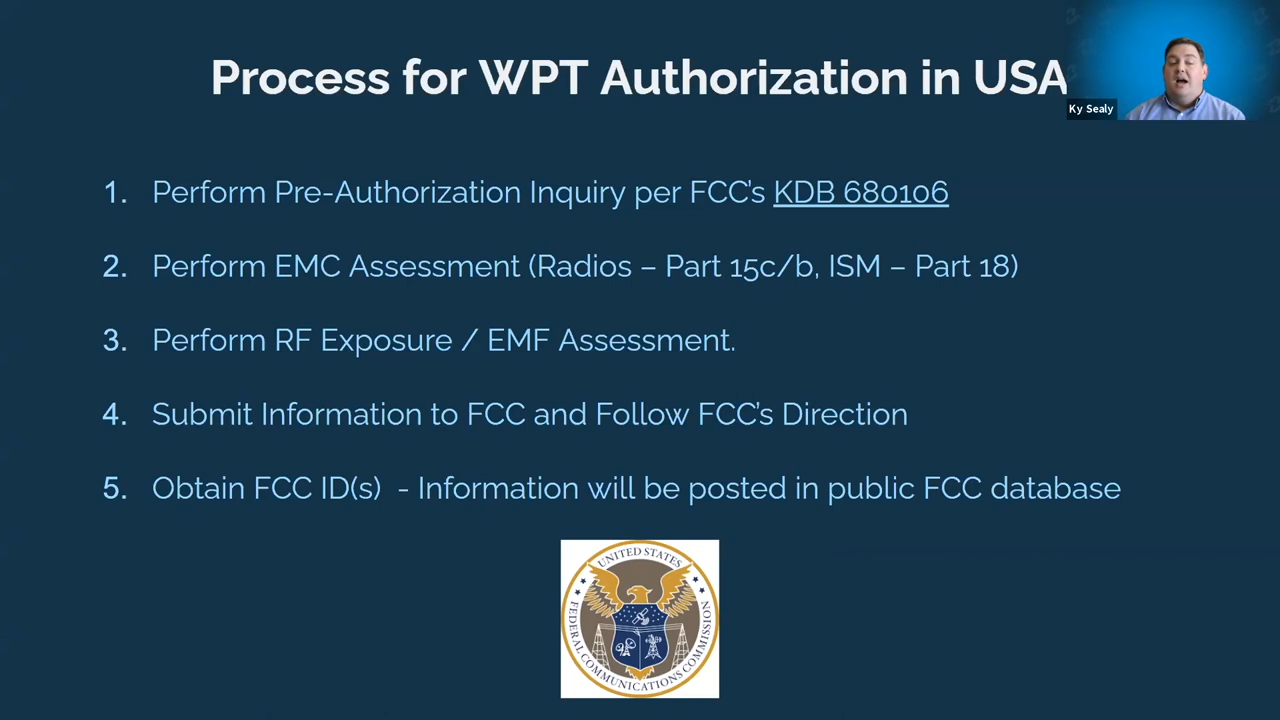 Process for WPT Authorization in USA
Ky Sealy
1. Perform Pre-Authorization Inquiry per FCC's KDB 680106
2. Perform EMC Assessment (Radios – Part 15c/b, ISM – Part 18)
3. Perform RF Exposure / EMF Assessment.
4. Submit Information to FCC and Follow FCC's Direction
5. Obtain FCC ID(s)  - Information will be posted in public FCC database
UNITED STATES
FEDERAL COMMUNICATIONS COMMISSION